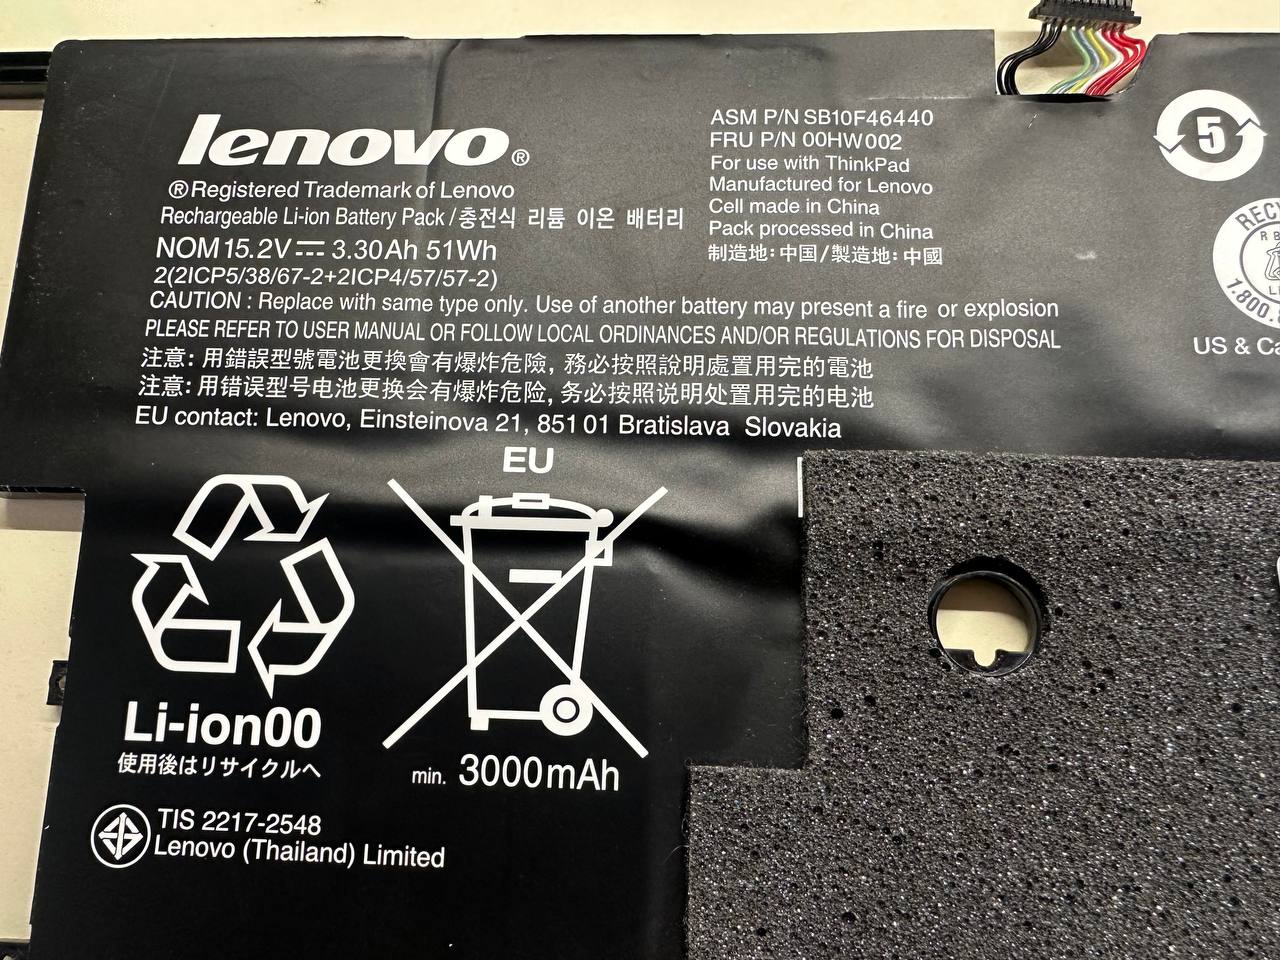 lenovo®
®Registered Trademark of Lenovo
Rechargeable Li-ion Battery Pack/충전식 리튬 이온 배터리
NOM 15.2V⎓ 3.30Ah 51Wh
2(2ICP5/38/67-2+2ICP4/57/57-2)
CAUTION : Replace with same type only. Use of another battery may present a fire or explosion
PLEASE REFER TO USER MANUAL OR FOLLOW LOCAL ORDINANCES AND/OR REGULATIONS FOR DISPOSAL
注意: 用錯誤型號電池更換會有爆炸危險, 務必按照說明處置用完的電池
注意: 用错误型号电池更换会有爆炸危险, 务必按照说明处置用完的电池
EU contact: Lenovo, Einsteinova 21, 851 01 Bratislava Slovakia
ASM P/N SB10F46440
FRU P/N 00HW002
For use with ThinkPad
Manufactured for Lenovo
Cell made in China
Pack processed in China
制造地:中国/製造地:中國
5
1.800.
US & 
EU
Li-ion00
使用後はリサイクルへ
min. 3000mAh
TIS 2217-2548
Lenovo (Thailand) Limited